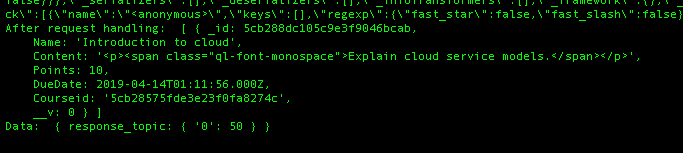 false}}},\"_serializers\":[],\"_deserializers\":[],\"_infoTransformers\":[],\"_framework\":{},\"_
ck\":[{\"name\":\"<anonymous>\",\"keys\":[],\"regexp\":{\"fast_star\":false,\"fast_slash\":false}
After request handling:  [ { _id: 5cb288dc105c9e3f9046bcab,
    Name: 'Introduction to cloud',
    Content: '<p><span class="ql-font-monospace">Explain cloud service models.</span></p>',
    Points: 10,
    DueDate: 2019-04-14T01:11:56.000Z,
    Courseid: '5cb28575fde3e23f0fa8274c',
    __v: 0 } ]
Data:  { response_topic: { '0': 50 } }